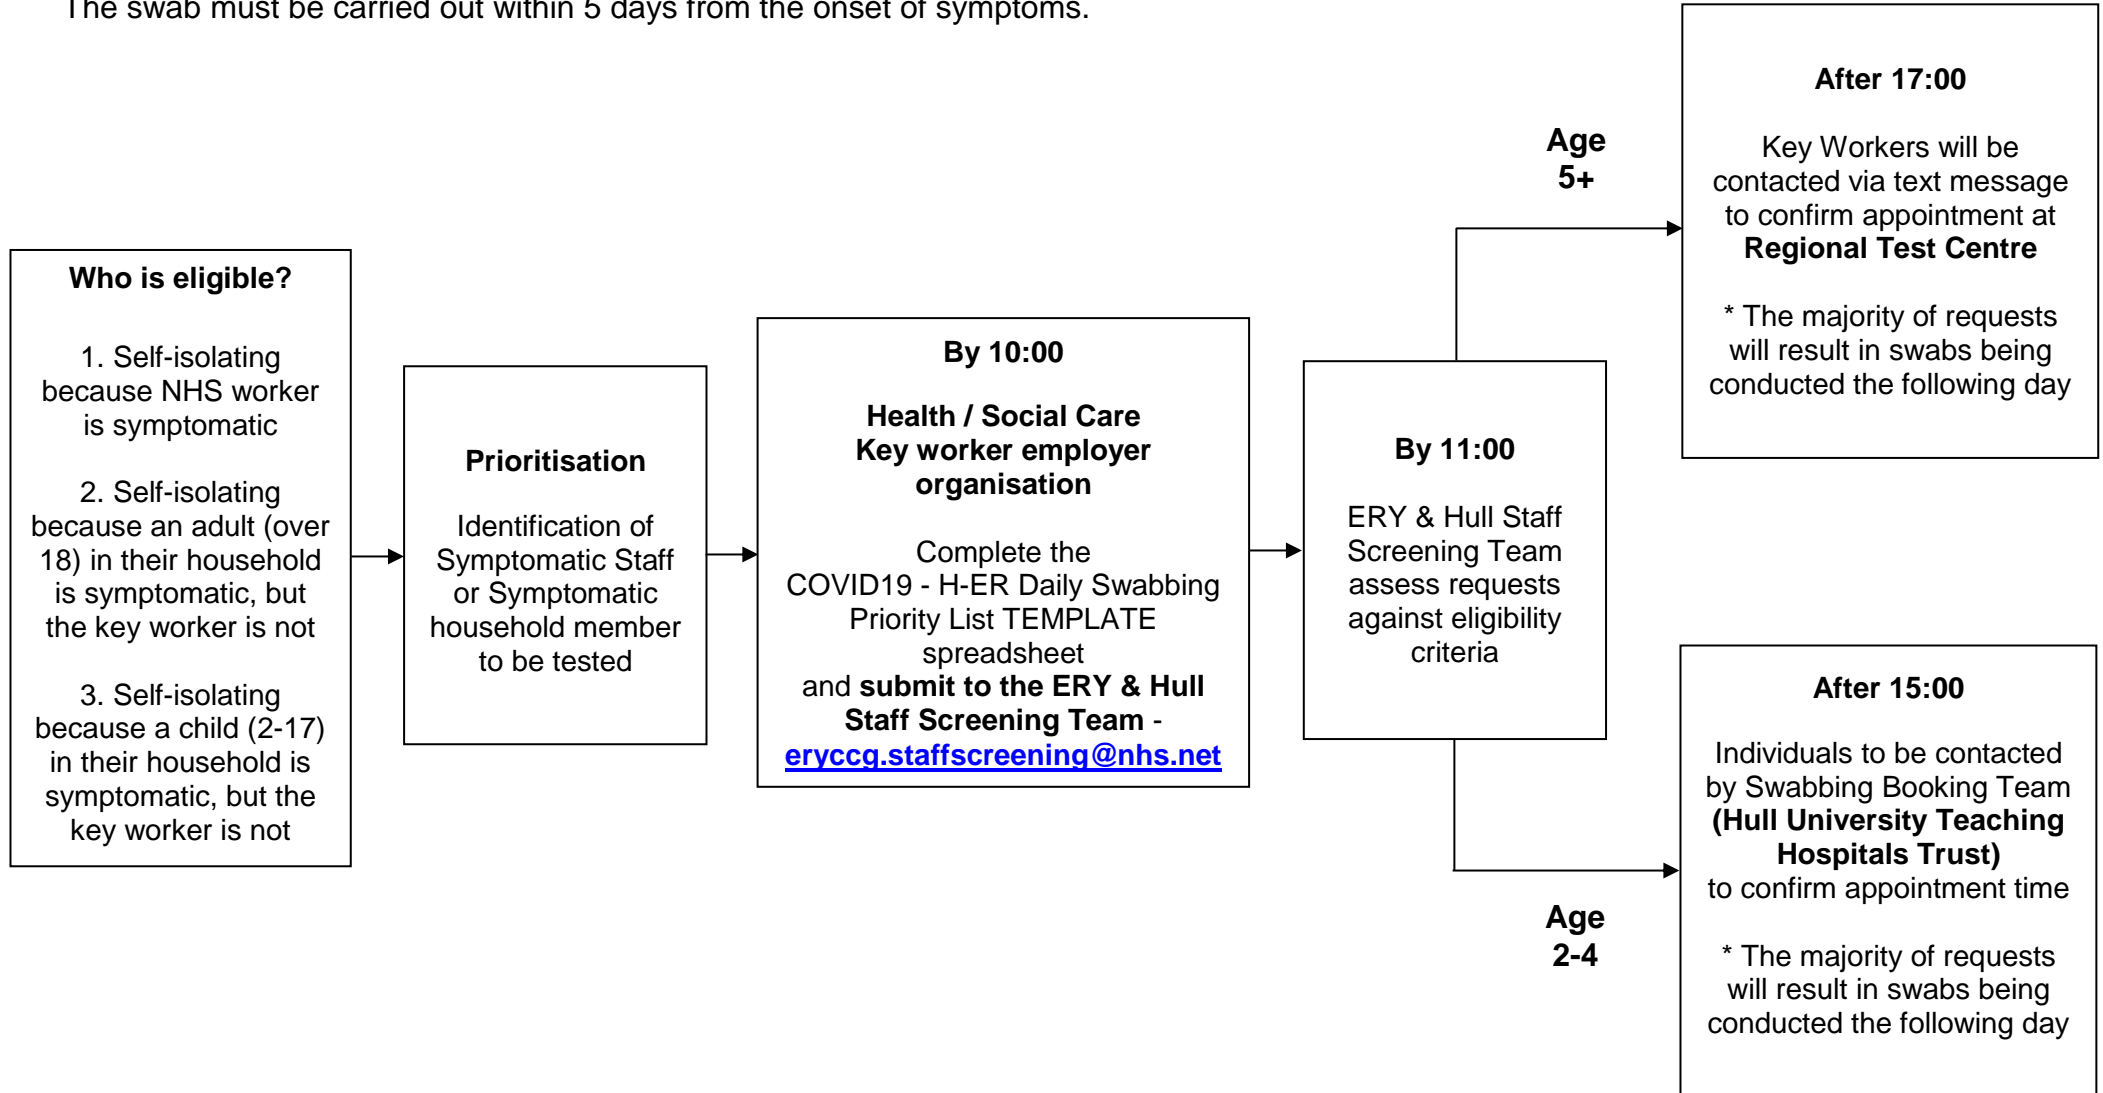 The swab must be carried out within 5 days from the onset of symptoms.
Who is eligible?
1. Self-isolating
because NHS worker
is symptomatic
2. Self-isolating
because an adult (over
18) in their household
is symptomatic, but
the key worker is not
3. Self-isolating
because a child (2-17)
in their household is
symptomatic, but the
key worker is not
Prioritisation
Identification of
Symptomatic Staff
or Symptomatic
household member
to be tested
By 10:00
Health / Social Care
Key worker employer
organisation
Complete the
COVID19 - H-ER Daily Swabbing
Priority List TEMPLATE
spreadsheet
and submit to the ERY & Hull
Staff Screening Team -
eryccg.staffscreening@nhs.net
By 11:00
ERY & Hull Staff
Screening Team
assess requests
against eligibility
criteria
Age
5+
After 17:00
Key Workers will be
contacted via text message
to confirm appointment at
Regional Test Centre
* The majority of requests
will result in swabs being
conducted the following day
Age
2-4
After 15:00
Individuals to be contacted
by Swabbing Booking Team
(Hull University Teaching
Hospitals Trust)
to confirm appointment time
* The majority of requests
will result in swabs being
conducted the following day